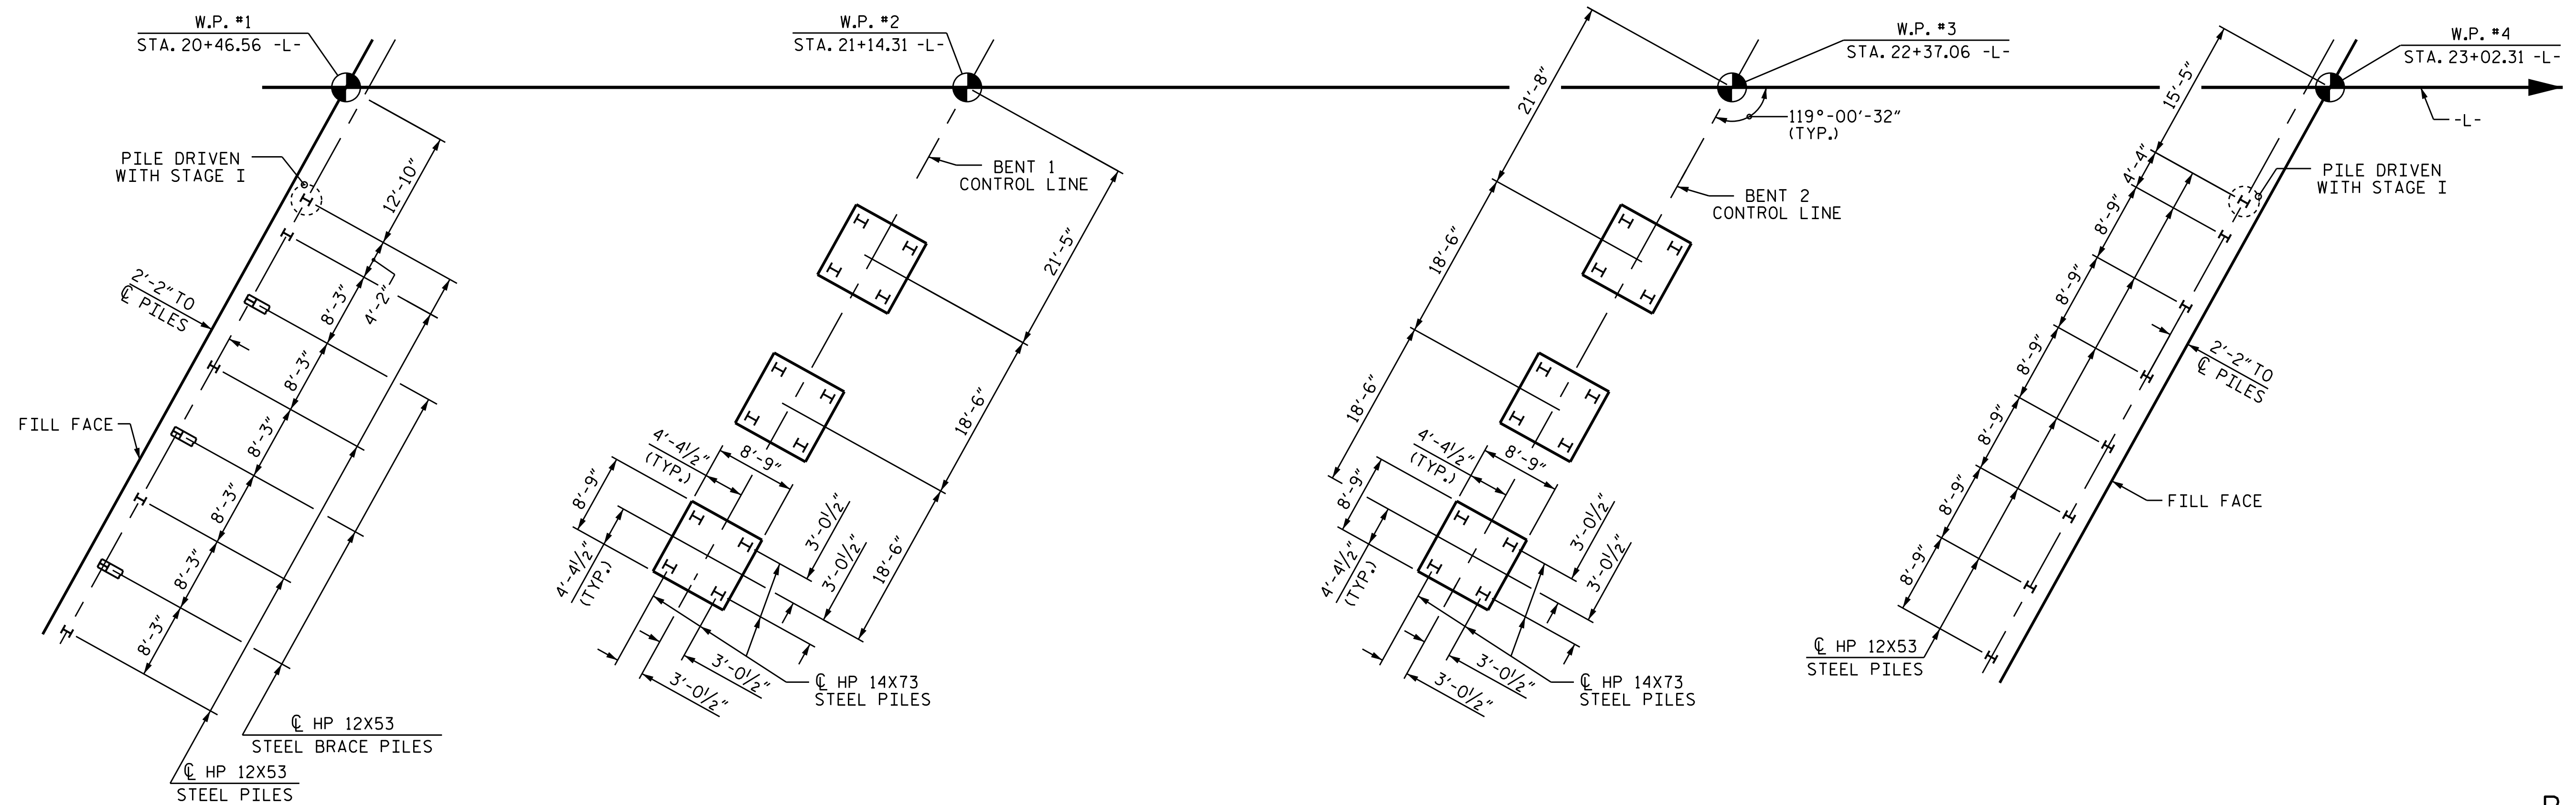 W.P. #1
STA. 20+46.56 -L-
W.P. #2
STA. 21+14.31 -L-
W.P. #3
STA. 22+37.06 -L-
W.P. #4
STA. 23+02.31 -L-
-L-
119°-00'-32"
(TYP.)
PILE DRIVEN
WITH STAGE I
12'-10"
4'-2"
8'-3"
8'-3"
8'-3"
8'-3"
8'-3"
8'-3"
2'-2" TO
℄ PILES
FILL FACE
℄ HP 12X53
STEEL BRACE PILES
℄ HP 12X53
STEEL PILES
BENT 1
CONTROL LINE
21'-5"
18'-6"
18'-6"
4'-4½"
(TYP.)
8'-9"
8'-9"
4'-4½"
(TYP.)
3'-0½"
3'-0½"
3'-0½"
3'-0½"
℄ HP 14X73
STEEL PILES
21'-8"
18'-6"
18'-6"
BENT 2
CONTROL LINE
4'-4½"
(TYP.)
8'-9"
8'-9"
4'-4½"
(TYP.)
3'-0½"
3'-0½"
3'-0½"
3'-0½"
℄ HP 14X73
STEEL PILES
15'-5"
4'-4"
8'-9"
8'-9"
8'-9"
8'-9"
8'-9"
8'-9"
PILE DRIVEN
WITH STAGE I
2'-2" TO
℄ PILES
FILL FACE
℄ HP 12X53
STEEL PILES